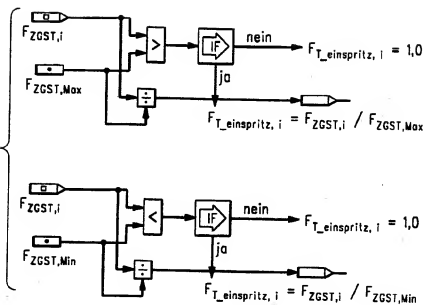 F_ZGST,i
>
IF
nein
F_T_einspritz, i = 1,0
F_ZGST,Max
ja
÷
F_T_einspritz, i = F_ZGST,i / F_ZGST,Max
F_ZGST,i
<
IF
nein
F_T_einspritz, i = 1,0
F_ZGST,Min
ja
÷
F_T_einspritz, i = F_ZGST,i / F_ZGST,Min